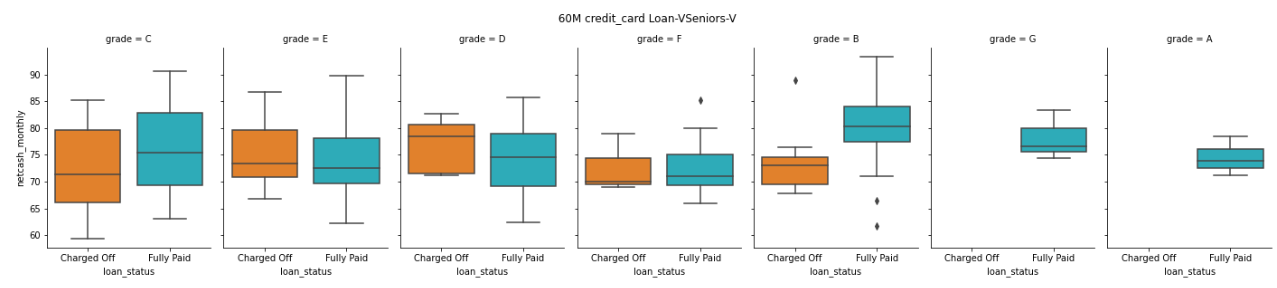 60M credit_card Loan-VSeniors-V
grade = C
grade = E
grade = D
grade = F
grade = B
grade = G
grade = A
netcash_monthly
90
85
80
75
70
65
60
Charged Off Fully Paid
Charged Off Fully Paid
Charged Off Fully Paid
Charged Off Fully Paid
Charged Off Fully Paid
Charged Off Fully Paid
Charged Off Fully Paid
loan_status
loan_status
loan_status
loan_status
loan_status
loan_status
loan_status